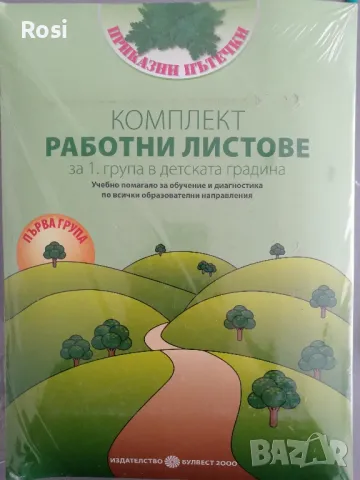 Rosi
ПРИКАЗНИ ПЪТЕЧКИ
КОМПЛЕКТ
РАБОТНИ ЛИСТОВЕ
за 1. група в детската градина
Учебно помагало за обучение и диагностика
по всички образователни направления
ПЪРВА ГРУПА
ИЗДАТЕЛСТВО БУЛВЕСТ 2000
BAZAR